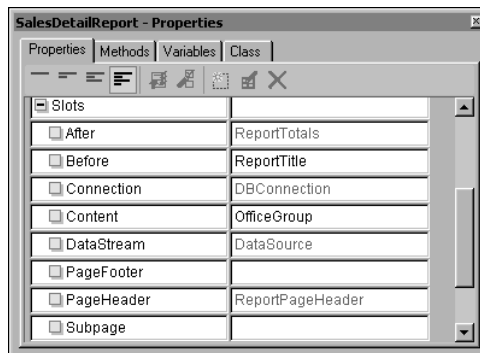 SalesDetailReport - Properties
Properties Methods Variables Class
Slots
After ReportTotals
Before ReportTitle
Connection DBConnection
Content OfficeGroup
DataStream DataSource
PageFooter
PageHeader ReportPageHeader
Subpage